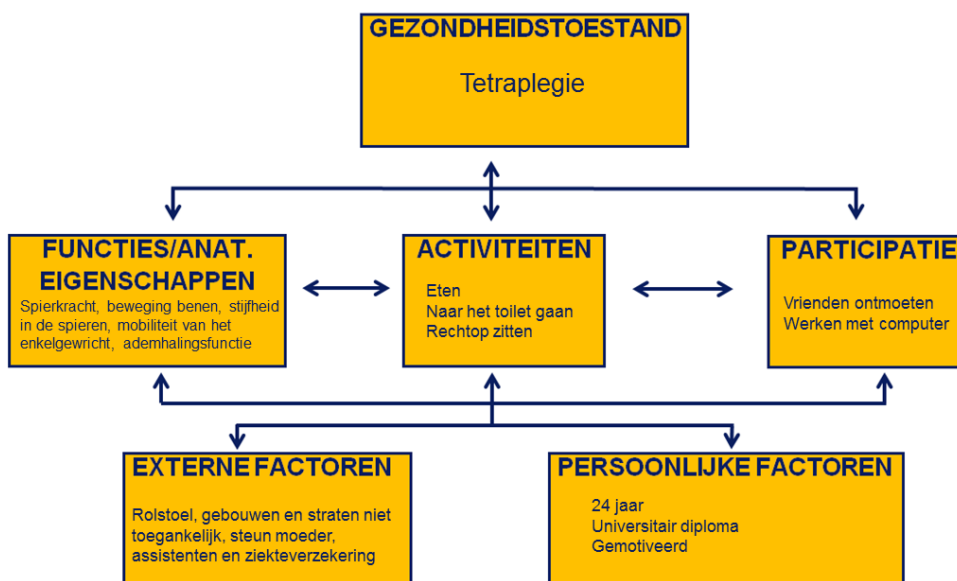 GEZONDHEIDSTOESTAND
Tetraplegie
FUNCTIES/ANAT.
EIGENSCHAPPEN
Spierkracht, beweging benen, stijfheid
in de spieren, mobiliteit van het
enkelgewricht, ademhalingsfunctie
ACTIVITEITEN
Eten
Naar het toilet gaan
Rechtop zitten
PARTICIPATIE
Vrienden ontmoeten
Werken met computer
EXTERNE FACTOREN
Rolstoel, gebouwen en straten niet
toegankelijk, steun moeder,
assistenten en ziekteverzekering
PERSOONLIJKE FACTOREN
24 jaar
Universitair diploma
Gemotiveerd